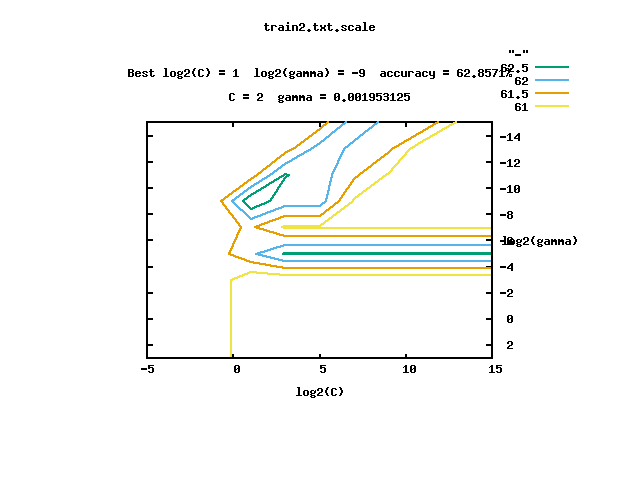 train2.txt.scale
"-"
Best log2(C) = 1 log2(gamma) = -9 accuracy = 62.8571%
62.5
62
C = 2 gamma = 0.001953125
61.5
61
-14
-12
-10
-8
-6
log2(gamma)
-4
-2
0
2
-5 0 5 10 15
log2(C)